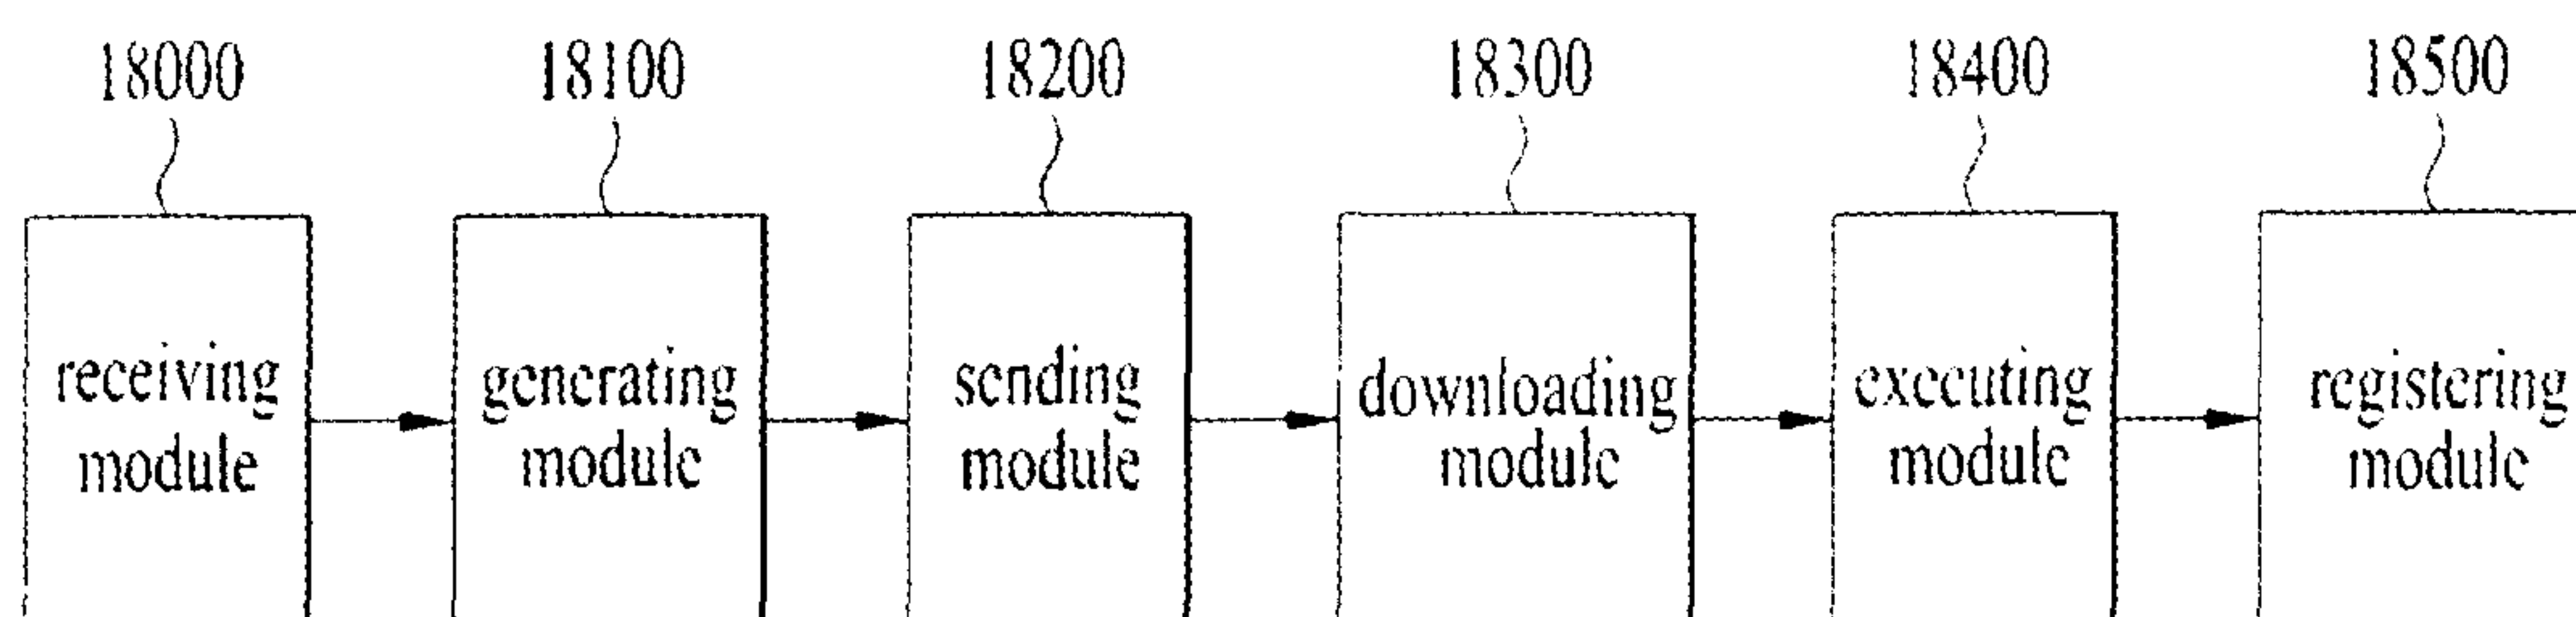 18000 18100 18200 18300 18400 18500
receiving generating sending downloading executing registering
module module module module module module